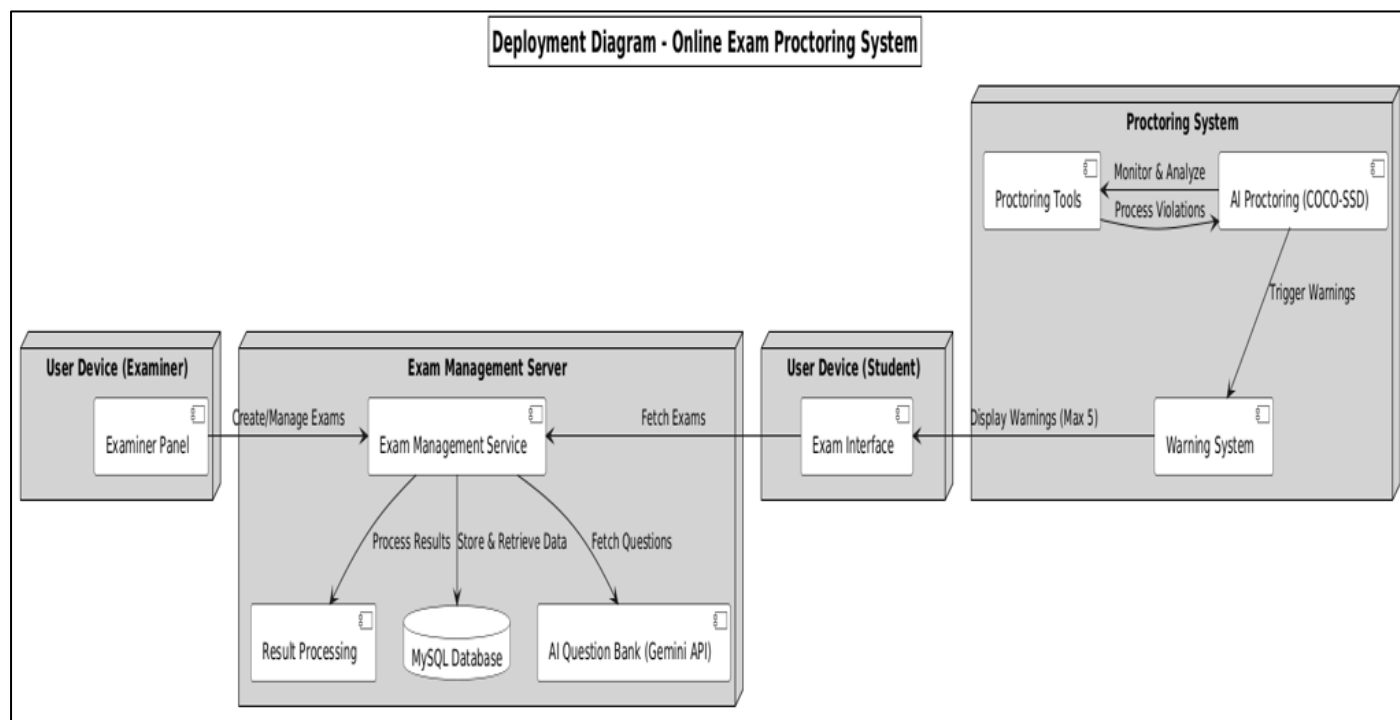 Deployment Diagram - Online Exam Proctoring System
Proctoring System
Proctoring Tools
Monitor & Analyze
Process Violations
AI Proctoring (COCO-SSD)
Trigger Warnings
User Device (Examiner)
Exam Management Server
User Device (Student)
Examiner Panel
Create/Manage Exams
Exam Management Service
Fetch Exams
Exam Interface
Display Warnings (Max 5)
Warning System
Process Results
Store & Retrieve Data
Fetch Questions
Result Processing
MySQL Database
AI Question Bank (Gemini API)